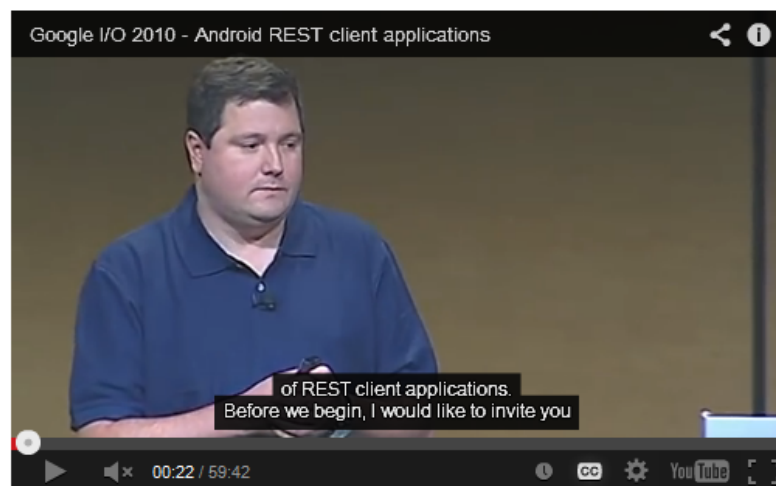 Google I/O 2010 - Android REST client applications
of REST client applications.
Before we begin, I would like to invite you
00:22 / 59:42
CC
YouTube